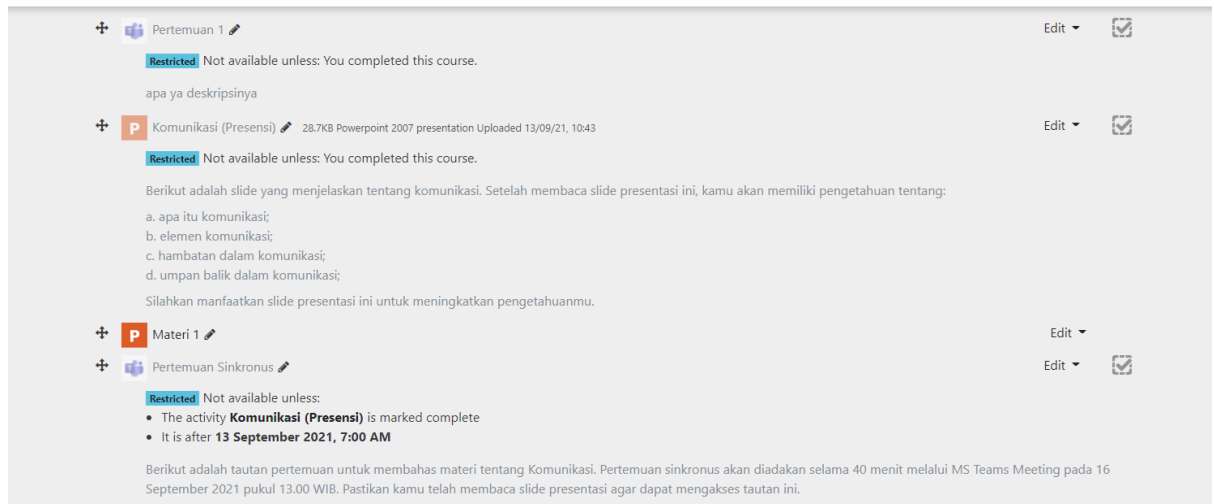 Pertemuan 1 Edit
Restricted Not available unless: You completed this course.
apa ya deskripsinya
P Komunikasi (Presensi) 28.7KB Powerpoint 2007 presentation Uploaded 13/09/21, 10:43 Edit
Restricted Not available unless: You completed this course.
Berikut adalah slide yang menjelaskan tentang komunikasi. Setelah membaca slide presentasi ini, kamu akan memiliki pengetahuan tentang:
a. apa itu komunikasi;
b. elemen komunikasi;
c. hambatan dalam komunikasi;
d. umpan balik dalam komunikasi;
Silahkan manfaatkan slide presentasi ini untuk meningkatkan pengetahuanmu.
P Materi 1 Edit
Pertemuan Sinkronus Edit
Restricted Not available unless:
• The activity Komunikasi (Presensi) is marked complete
• It is after 13 September 2021, 7:00 AM
Berikut adalah tautan pertemuan untuk membahas materi tentang Komunikasi. Pertemuan sinkronus akan diadakan selama 40 menit melalui MS Teams Meeting pada 16
September 2021 pukul 13.00 WIB. Pastikan kamu telah membaca slide presentasi agar dapat mengakses tautan ini.